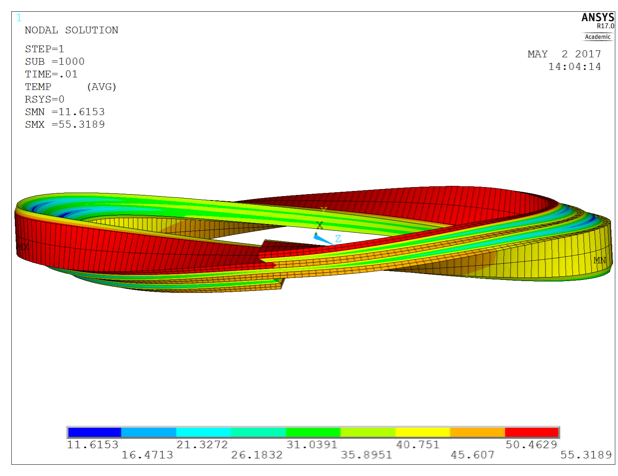 1
NODAL SOLUTION
STEP=1
SUB =1000
TIME=.01
TEMP (AVG)
RSYS=0
SMN =11.6153
SMX =55.3189
ANSYS
R17.0
Academic
MAY 2 2017
14:04:14
X
Z
MN
11.6153
16.4713
21.3272
26.1832
31.0391
35.8951
40.751
45.607
50.4629
55.3189